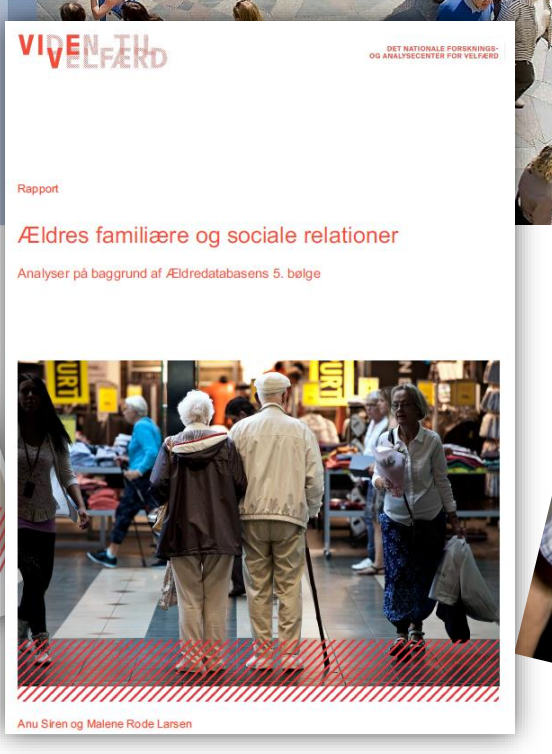 VIDEN TIL
VELFÆRD
DET NATIONALE FORSKNINGS-
OG ANALYSECENTER FOR VELFÆRD
Rapport
Ældres familiære og sociale relationer
Analyser på baggrund af Ældredatabasens 5. bølge
Anu Siren og Malene Rode Larsen